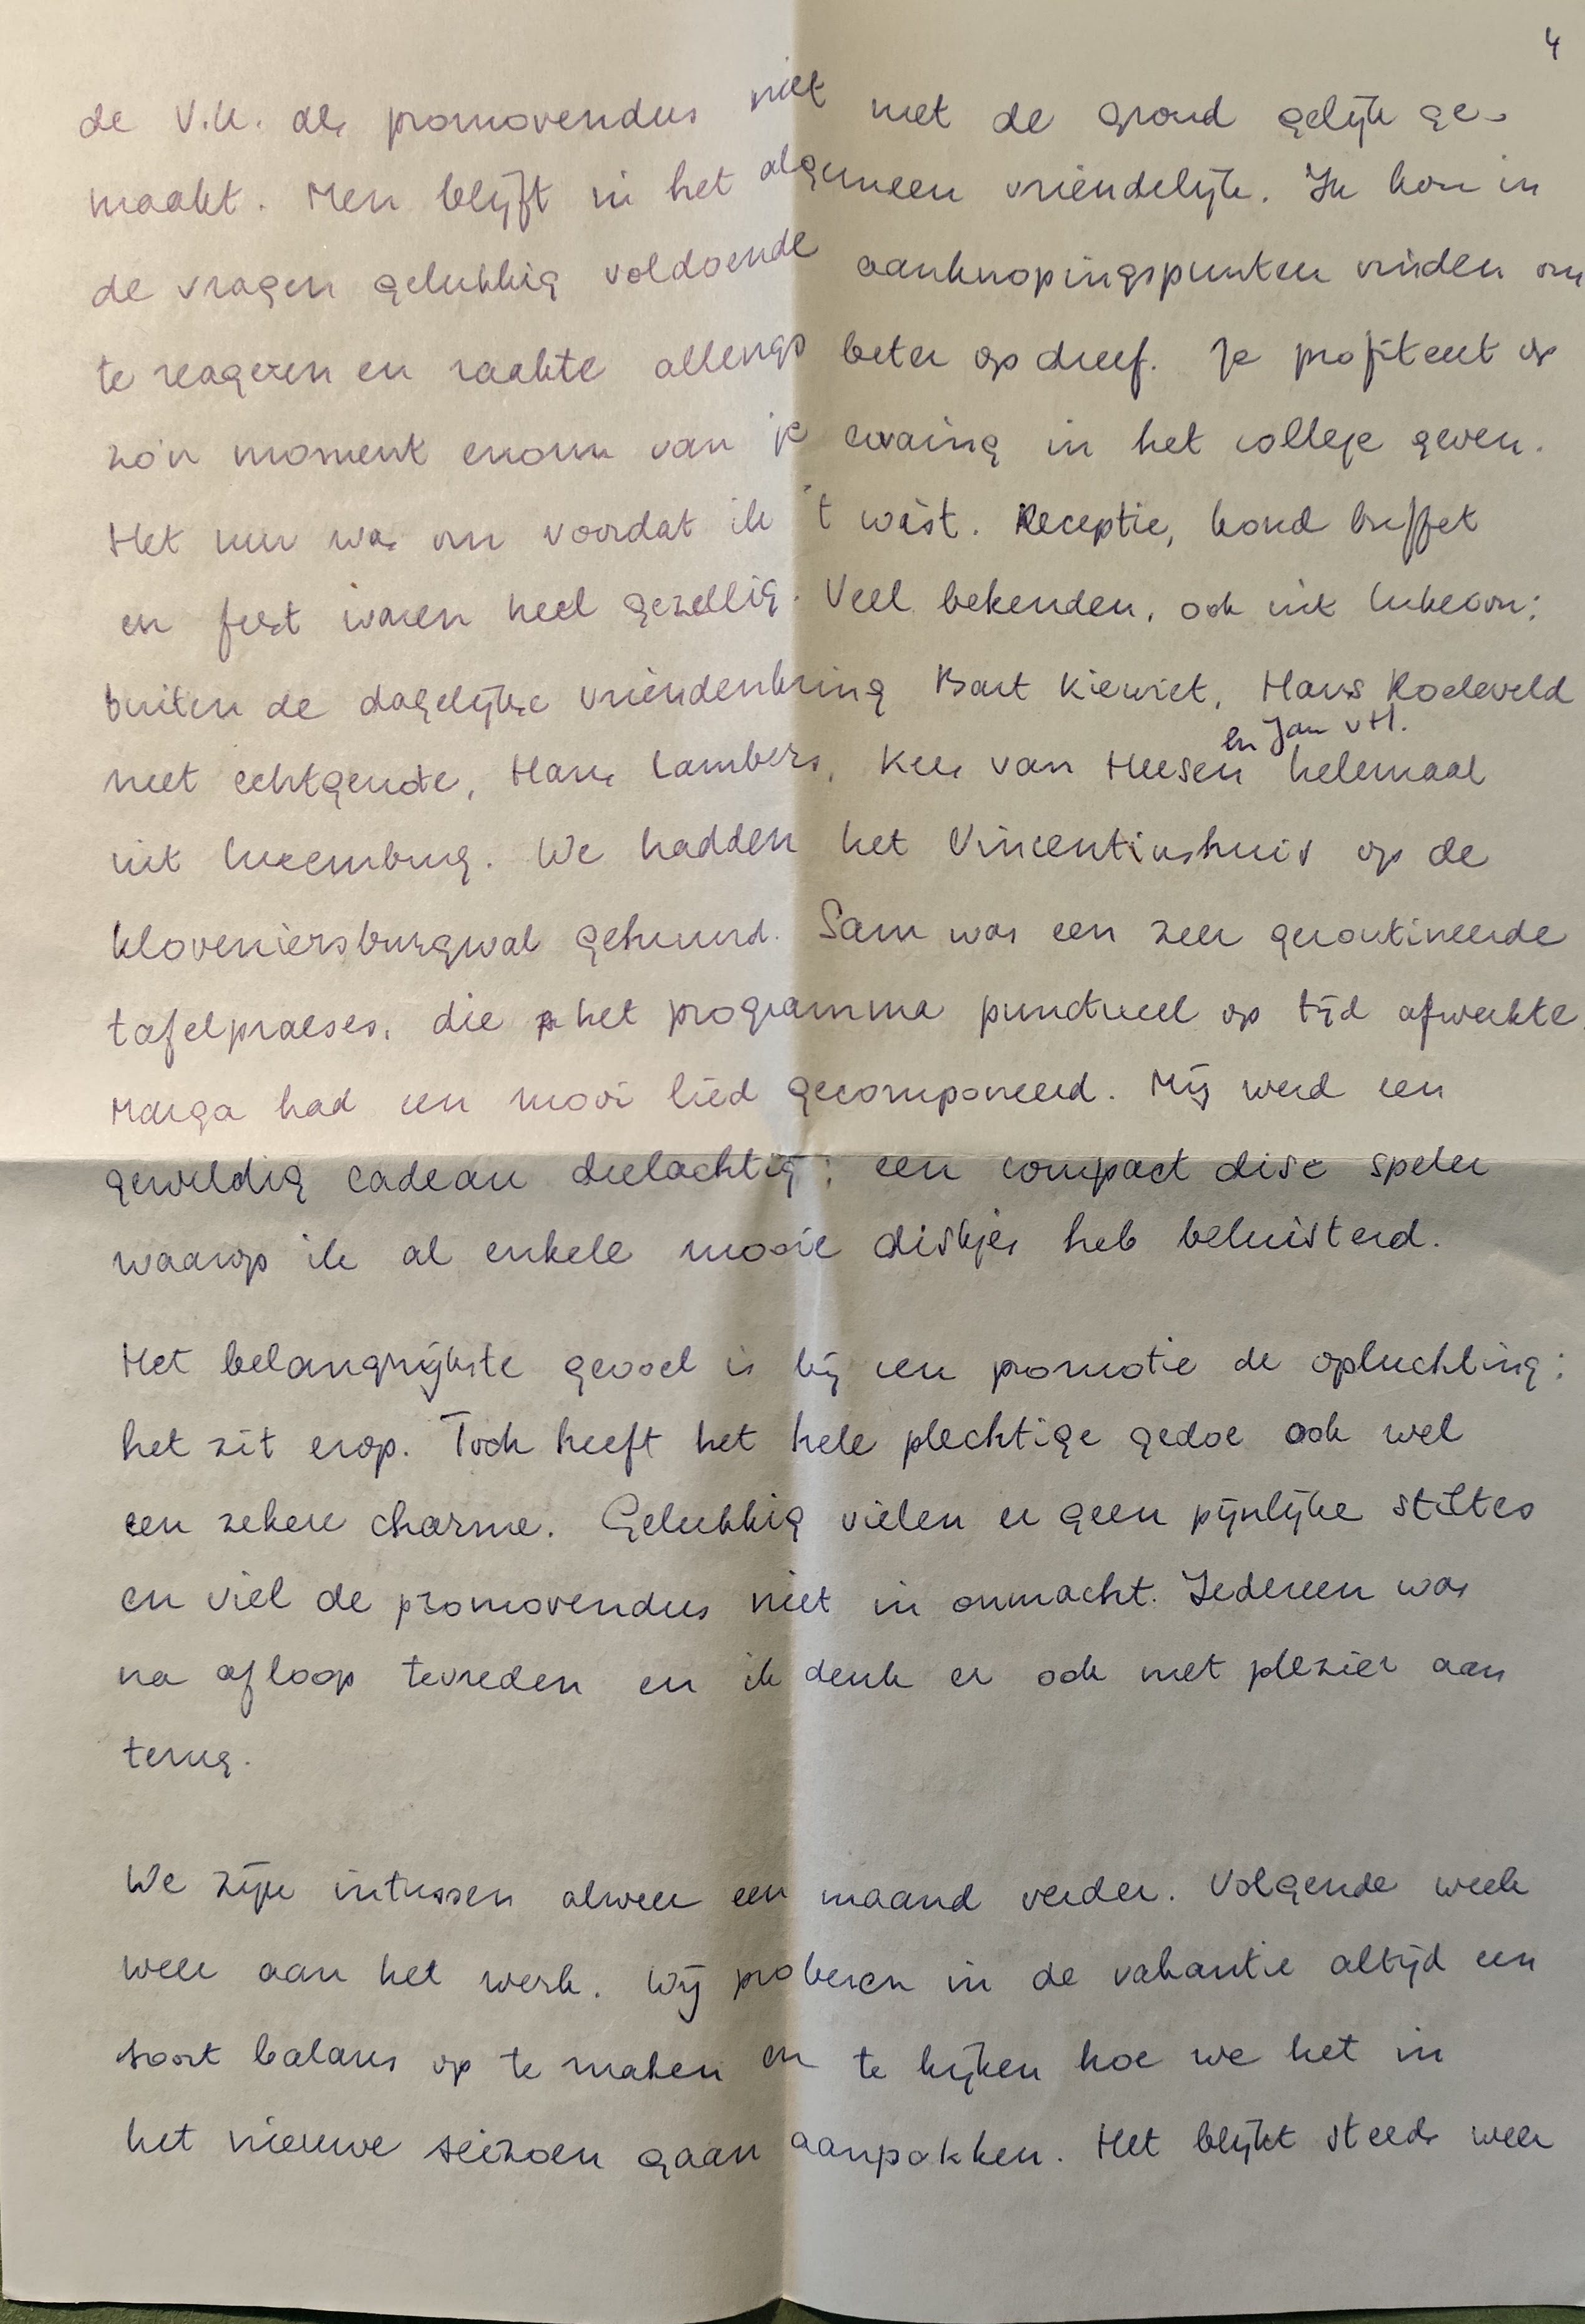 4
de V.U. de promovendus niet met de grond gelijk ge-
maakt. Men blijft in het algemeen vriendelijk. Ik kon in
de vragen gelukkig voldoende aanknopingspunten vinden om
te reageren en raakte allengs beter op dreef. Je profiteert op
zo'n moment enorm van je ervaring in het college geven.
Het uur was om voordat ik 't wist. Receptie, koud buffet
en feest waren heel gezellig. Veel bekenden, ook uit
buiten de dagelijkse vriendenkring Bart Kiewiet, Hans Roeleveld
en Jan v H.
met echtgenote, Hans Lambers, Kees van Heesen helemaal
uit Luxemburg. We hadden het Vincentiushuis op de
kloveniersburgwal gehuurd. Sam was een zeer geroutineerde
tafelpraeses, die het programma punctueel op tijd afwerkte.
Marga had een mooi lied gecomponeerd. Mij werd een
geweldig cadeau deelachtig: een compact disc speler
waarop ik al enkele mooie diskjes heb beluisterd.
Het belangrijkste gevoel is bij een promotie de opluchting:
het zit erop. Toch heeft het hele plechtige gedoe ook wel
een zekere charme. Gelukkig vielen er geen pijnlijke stiltes
en viel de promovendus niet in onmacht. Iedereen was
na afloop tevreden en ik denk er ook met plezier aan
terug.
We zijn intussen alweer een maand verder. Volgende week
weer aan het werk. Wij proberen in de vakantie altijd een
soort balans op te maken en te kijken hoe we het in
het nieuwe seizoen gaan aanpakken. Het blijkt steeds weer